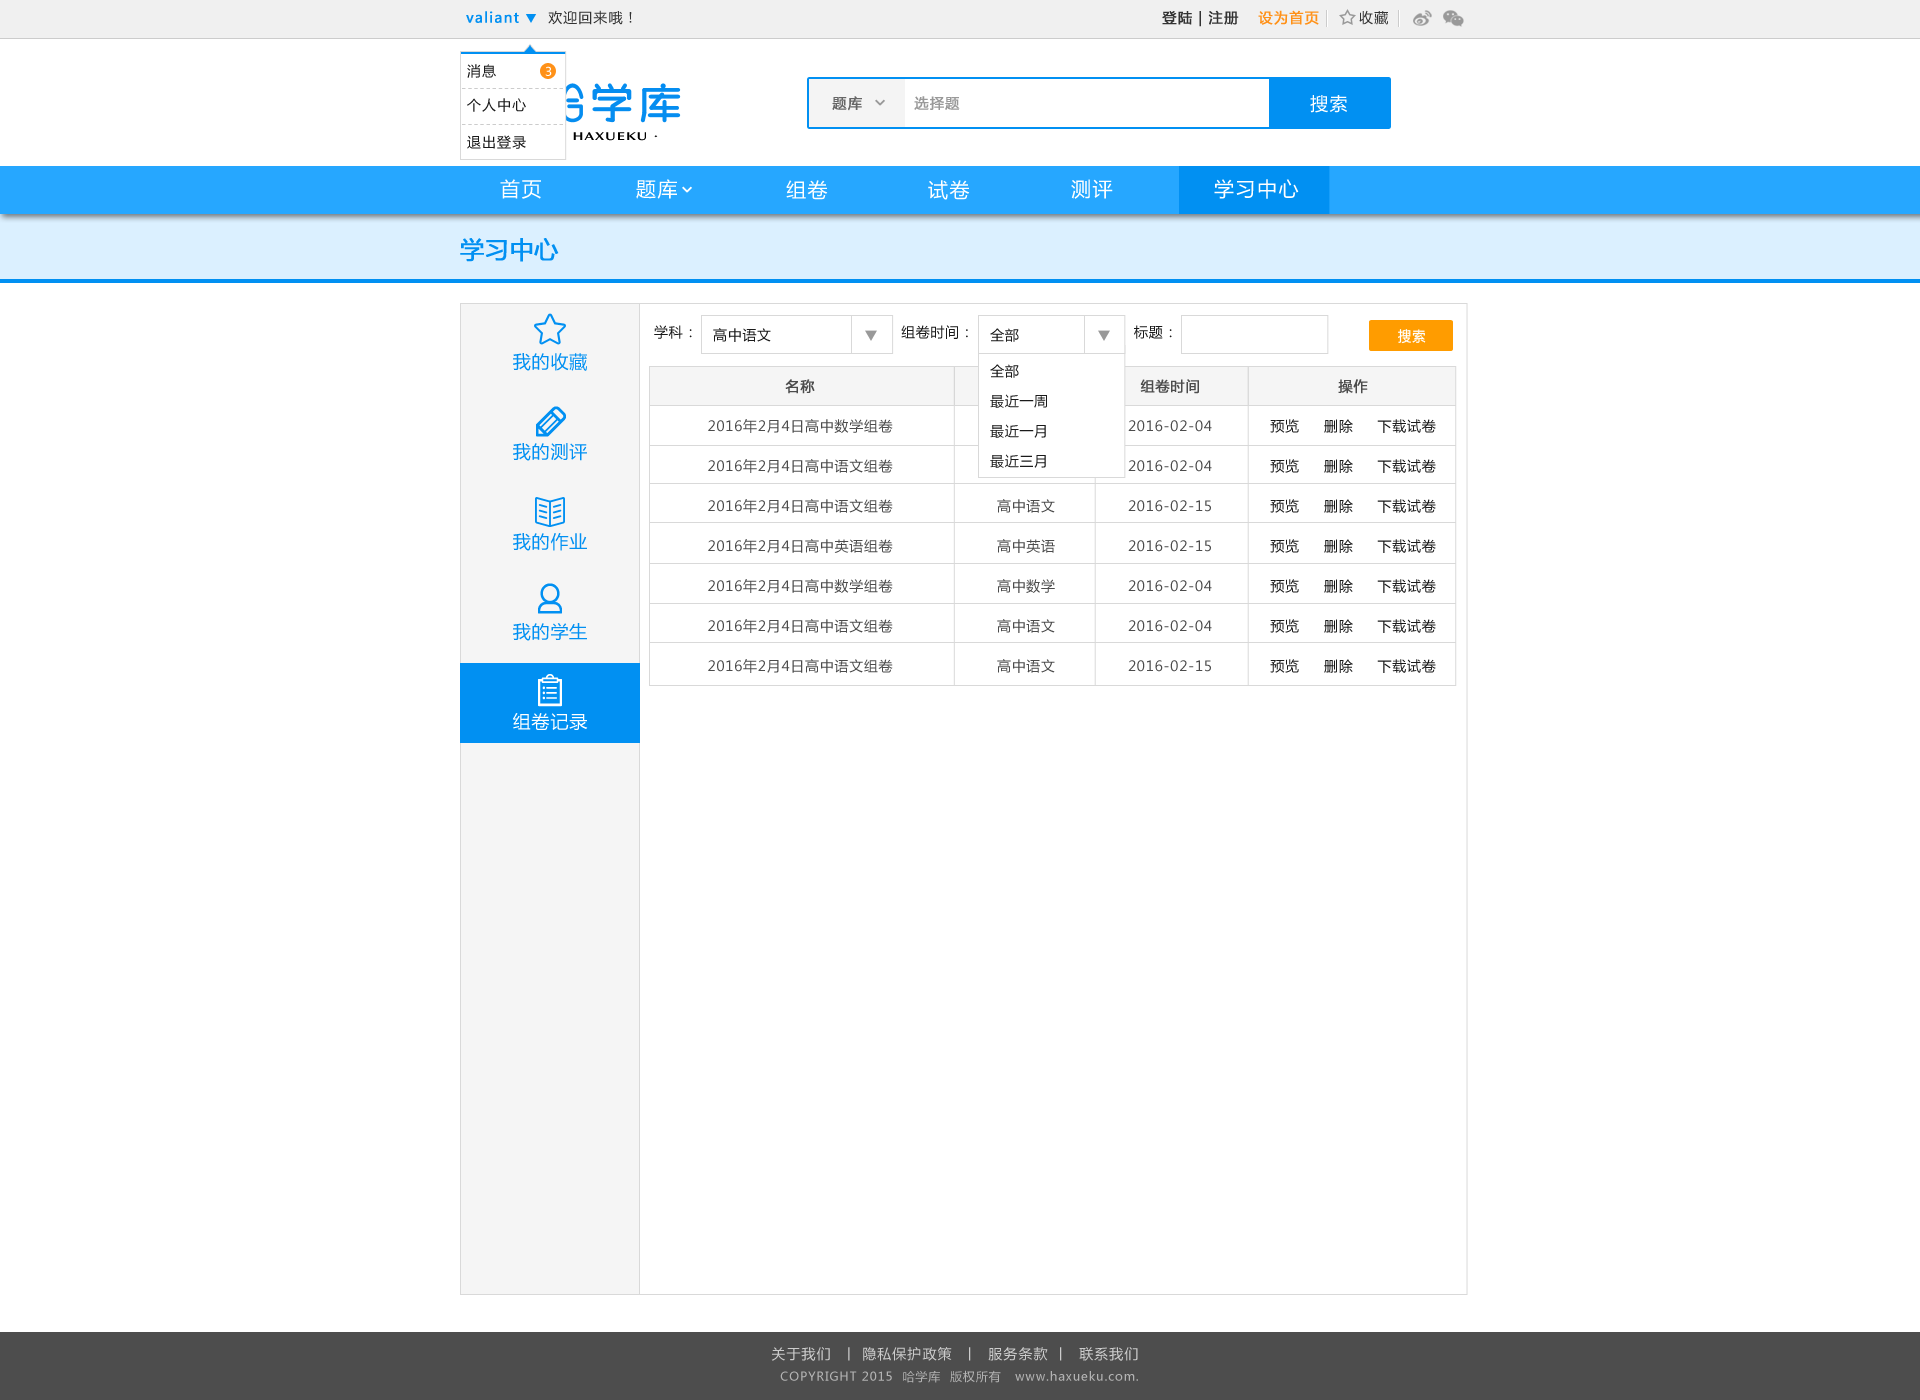 valiant ▼ 欢迎回来哦！ 登陆 | 注册 设为首页 收藏
消息 3
个人中心
退出登录
学库
HAXUEKU ·
题库 选择题 搜索
首页 题库 组卷 试卷 测评 学习中心
学习中心
我的收藏
我的测评
我的作业
我的学生
组卷记录
学科： 高中语文 ▼ 组卷时间： 全部 ▼ 标题： 搜索
全部
最近一周
最近一月
最近三月
名称 组卷时间 操作
2016年2月4日高中数学组卷 2016-02-04 预览 删除 下载试卷
2016年2月4日高中语文组卷 2016-02-04 预览 删除 下载试卷
2016年2月4日高中语文组卷 高中语文 2016-02-15 预览 删除 下载试卷
2016年2月4日高中英语组卷 高中英语 2016-02-15 预览 删除 下载试卷
2016年2月4日高中数学组卷 高中数学 2016-02-04 预览 删除 下载试卷
2016年2月4日高中语文组卷 高中语文 2016-02-04 预览 删除 下载试卷
2016年2月4日高中语文组卷 高中语文 2016-02-15 预览 删除 下载试卷
关于我们 | 隐私保护政策 | 服务条款 | 联系我们
COPYRIGHT 2015 哈学库 版权所有 www.haxueku.com.